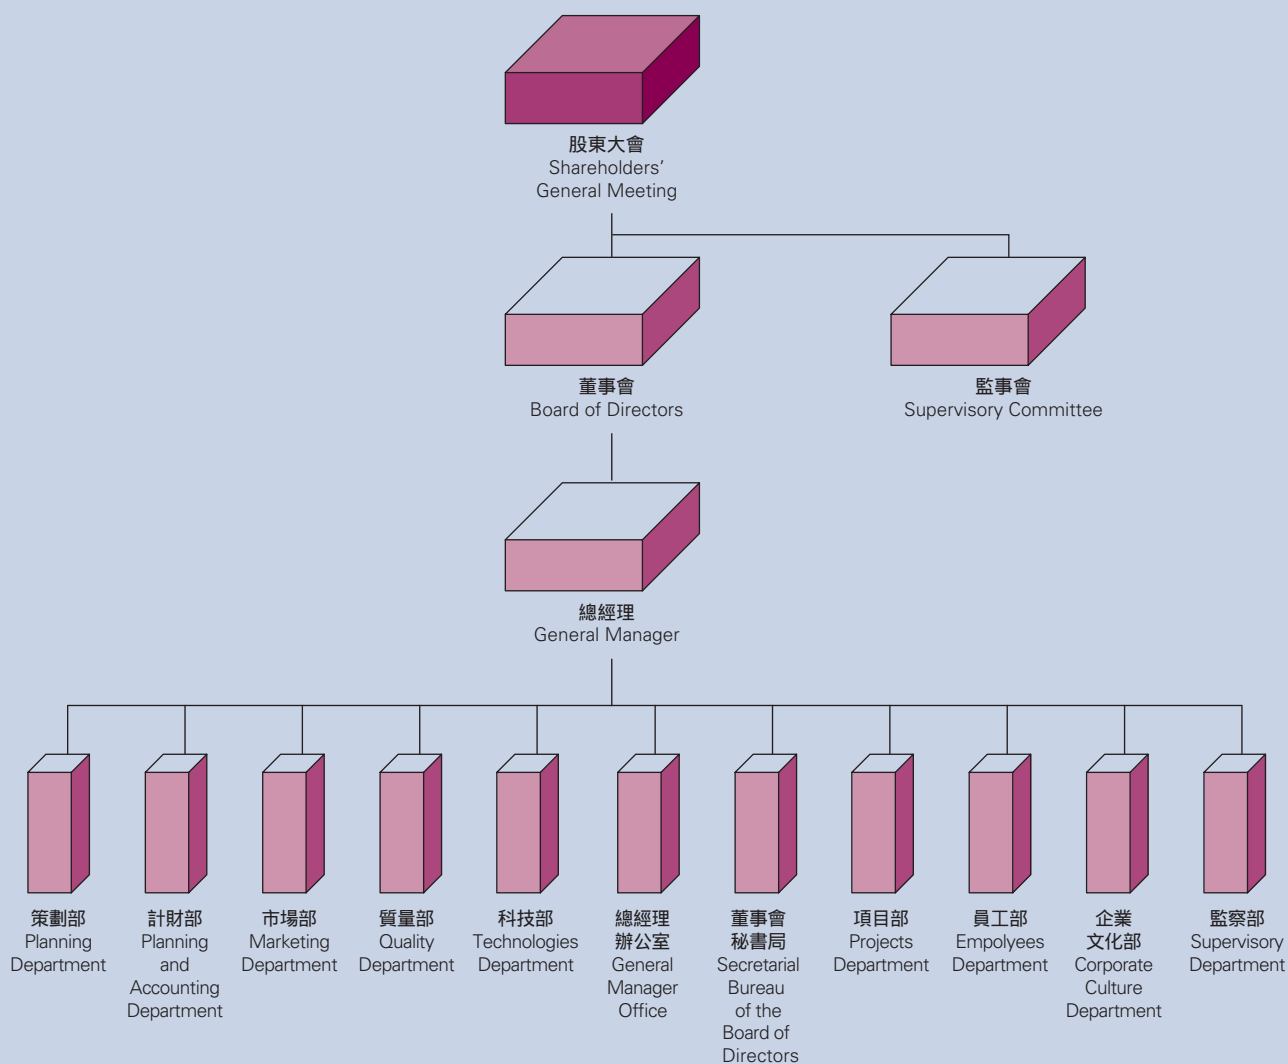 股東大會
Shareholders’
General Meeting
董事會
Board of Directors
監事會
Supervisory Committee
總經理
General Manager
策劃部
Planning
Department
計財部
Planning
and
Accounting
Department
市場部
Marketing
Department
質量部
Quality
Department
科技部
Technologies
Department
總經理
辦公室
General
Manager
Office
董事會
秘書局
Secretarial
Bureau
of the
Board of
Directors
項目部
Projects
Department
員工部
Empolyees
Department
企業
文化部
Corporate
Culture
Department
監察部
Supervisory
Department